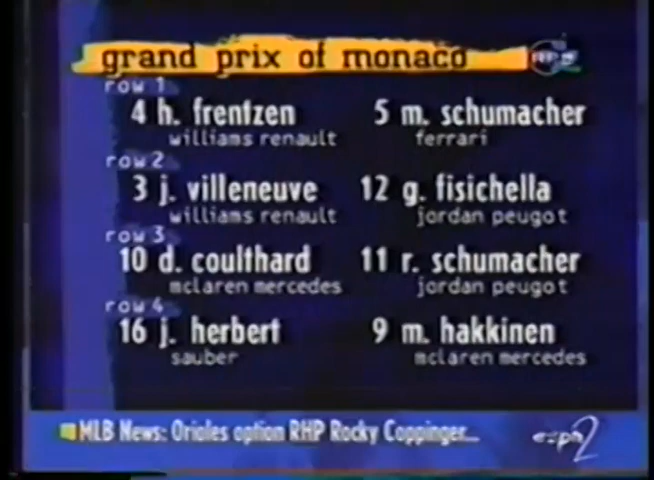 grand prix of monaco
row 1
4 h. frentzen 5 m. schumacher
williams renault ferrari
row 2
3 j. villeneuve 12 g. fisichella
williams renault jordan peugot
row 3
10 d. coulthard 11 r. schumacher
mclaren mercedes jordan peugot
row 4
16 j. herbert 9 m. hakkinen
sauber mclaren mercedes
MLB News: Orioles option RHP Rocky Coppinger...
espn2